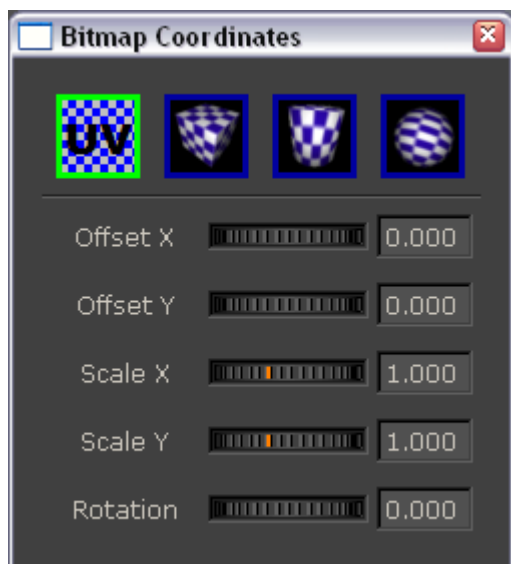 Bitmap Coordinates
UV
Offset X 0.000
Offset Y 0.000
Scale X 1.000
Scale Y 1.000
Rotation 0.000